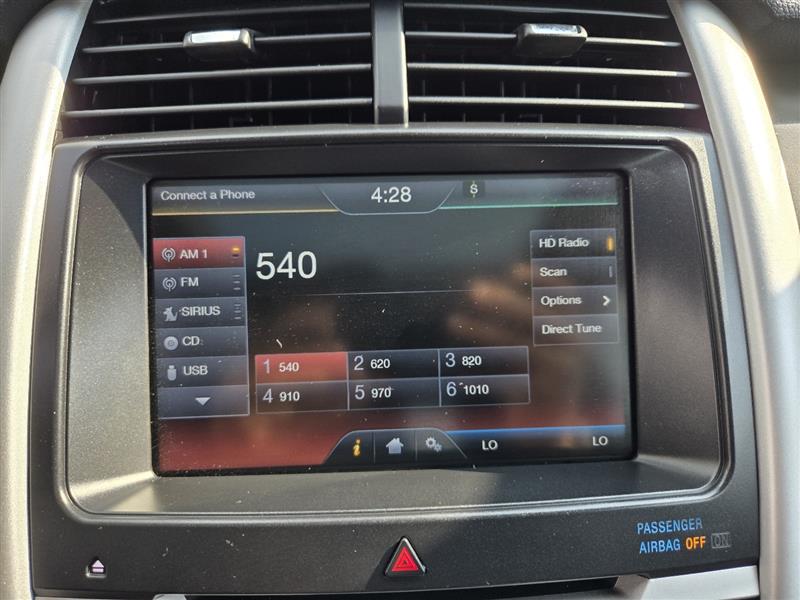 Connect a Phone 4:28 S
AM 1
FM
SIRIUS
CD
USB
540
HD Radio
Scan
Options
Direct Tune
1 540 2 620 3 820
4 910 5 970 6 1010
i LO LO
PASSENGER
AIRBAG OFF ON